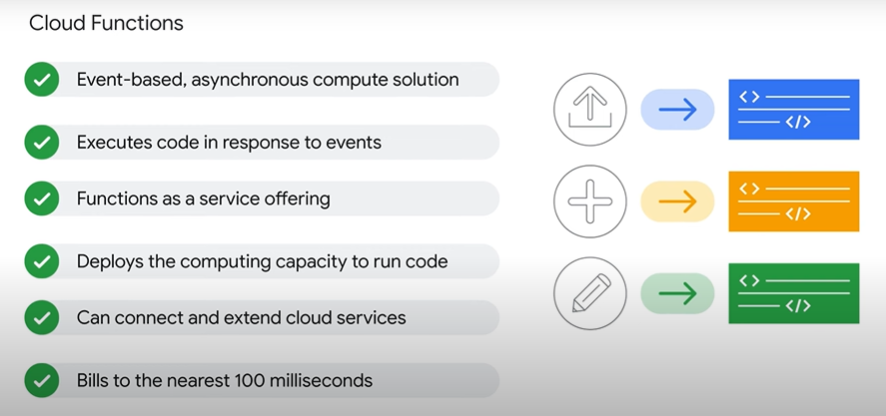 Cloud Functions
Event-based, asynchronous compute solution
Executes code in response to events
Functions as a service offering
Deploys the computing capacity to run code
Can connect and extend cloud services
Bills to the nearest 100 milliseconds
<>
</>
<>
</>
<>
</>